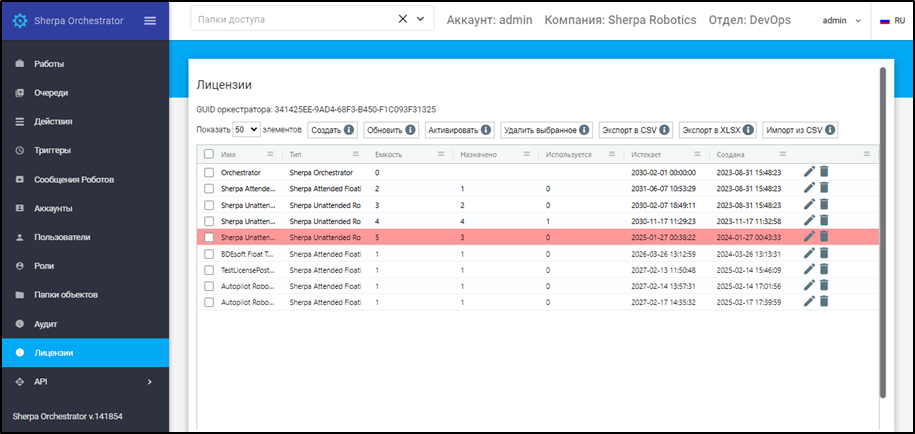 Sherpa Orchestrator
Папки доступа
Аккаунт: admin Компания: Sherpa Robotics Отдел: DevOps
admin
RU
Работы
Очереди
Действия
Триггеры
Сообщения Роботов
Аккаунты
Пользователи
Роли
Папки объектов
Аудит
Лицензии
API
Sherpa Orchestrator v.141854
Лицензии
GUID оркестратора: 341425EE-9AD4-68F3-B450-F1C093F31325
Показать 50 элементов Создать Обновить Активировать Удалить выбранное Экспорт в CSV Экспорт в XLSX Импорт из CSV
Имя Тип Емкость Назначено Используется Истекает Создана
Orchestrator Sherpa Orchestrator 0 2030-02-01 00:00:00 2023-08-31 15:48:23
Sherpa Attende... Sherpa Attended Floati 2 1 0 2031-06-07 10:53:29 2023-08-31 15:48:23
Sherpa Unatten... Sherpa Unattended Ro 3 2 0 2030-02-07 18:49:11 2023-08-31 15:48:23
Sherpa Unatten... Sherpa Unattended Ro 4 4 1 2030-11-17 11:29:23 2023-11-17 11:32:58
Sherpa Unatten... Sherpa Unattended Ro 5 3 0 2025-01-27 00:38:22 2024-01-27 00:43:33
BDEsoft Float T... Sherpa Attended Floati 1 1 0 2026-03-26 13:12:59 2024-03-26 13:13:31
TestLicensePost... Sherpa Attended Floati 1 1 0 2027-02-13 11:50:48 2025-02-14 15:46:09
Autopilot Robo... Sherpa Attended Floati 1 1 0 2027-02-14 13:57:31 2025-02-14 17:01:56
Autopilot Robo... Sherpa Attended Floati 1 1 0 2027-02-17 14:35:32 2025-02-17 17:39:59